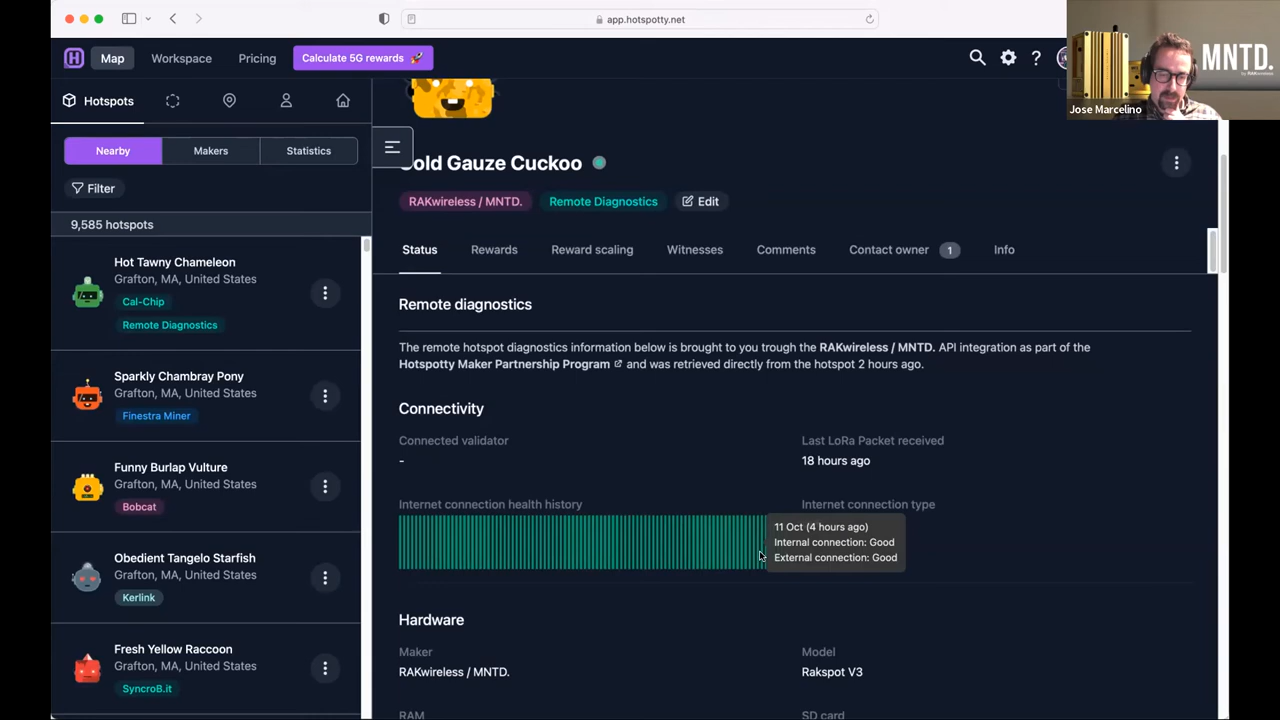 app.hotspotty.net
Map
Workspace
Pricing
Calculate 5G rewards 🚀
MNTD.
by RAKwireless
Jose Marcelino
Hotspots
Nearby
Makers
Statistics
Filter
9,585 hotspots
Hot Tawny Chameleon
Grafton, MA, United States
Cal-Chip
Remote Diagnostics
Sparkly Chambray Pony
Grafton, MA, United States
Finestra Miner
Funny Burlap Vulture
Grafton, MA, United States
Bobcat
Obedient Tangelo Starfish
Grafton, MA, United States
Kerlink
Fresh Yellow Raccoon
Grafton, MA, United States
SyncroB.it
old Gauze Cuckoo
RAKwireless / MNTD.
Remote Diagnostics
Edit
Status
Rewards
Reward scaling
Witnesses
Comments
Contact owner 1
Info
Remote diagnostics
The remote hotspot diagnostics information below is brought to you trough the RAKwireless / MNTD. API integration as part of the
Hotspotty Maker Partnership Program and was retrieved directly from the hotspot 2 hours ago.
Connectivity
Connected validator
-
Last LoRa Packet received
18 hours ago
Internet connection health history
Internet connection type
11 Oct (4 hours ago)
Internal connection: Good
External connection: Good
Hardware
Maker
RAKwireless / MNTD.
Model
Rakspot V3
RAM
SD card